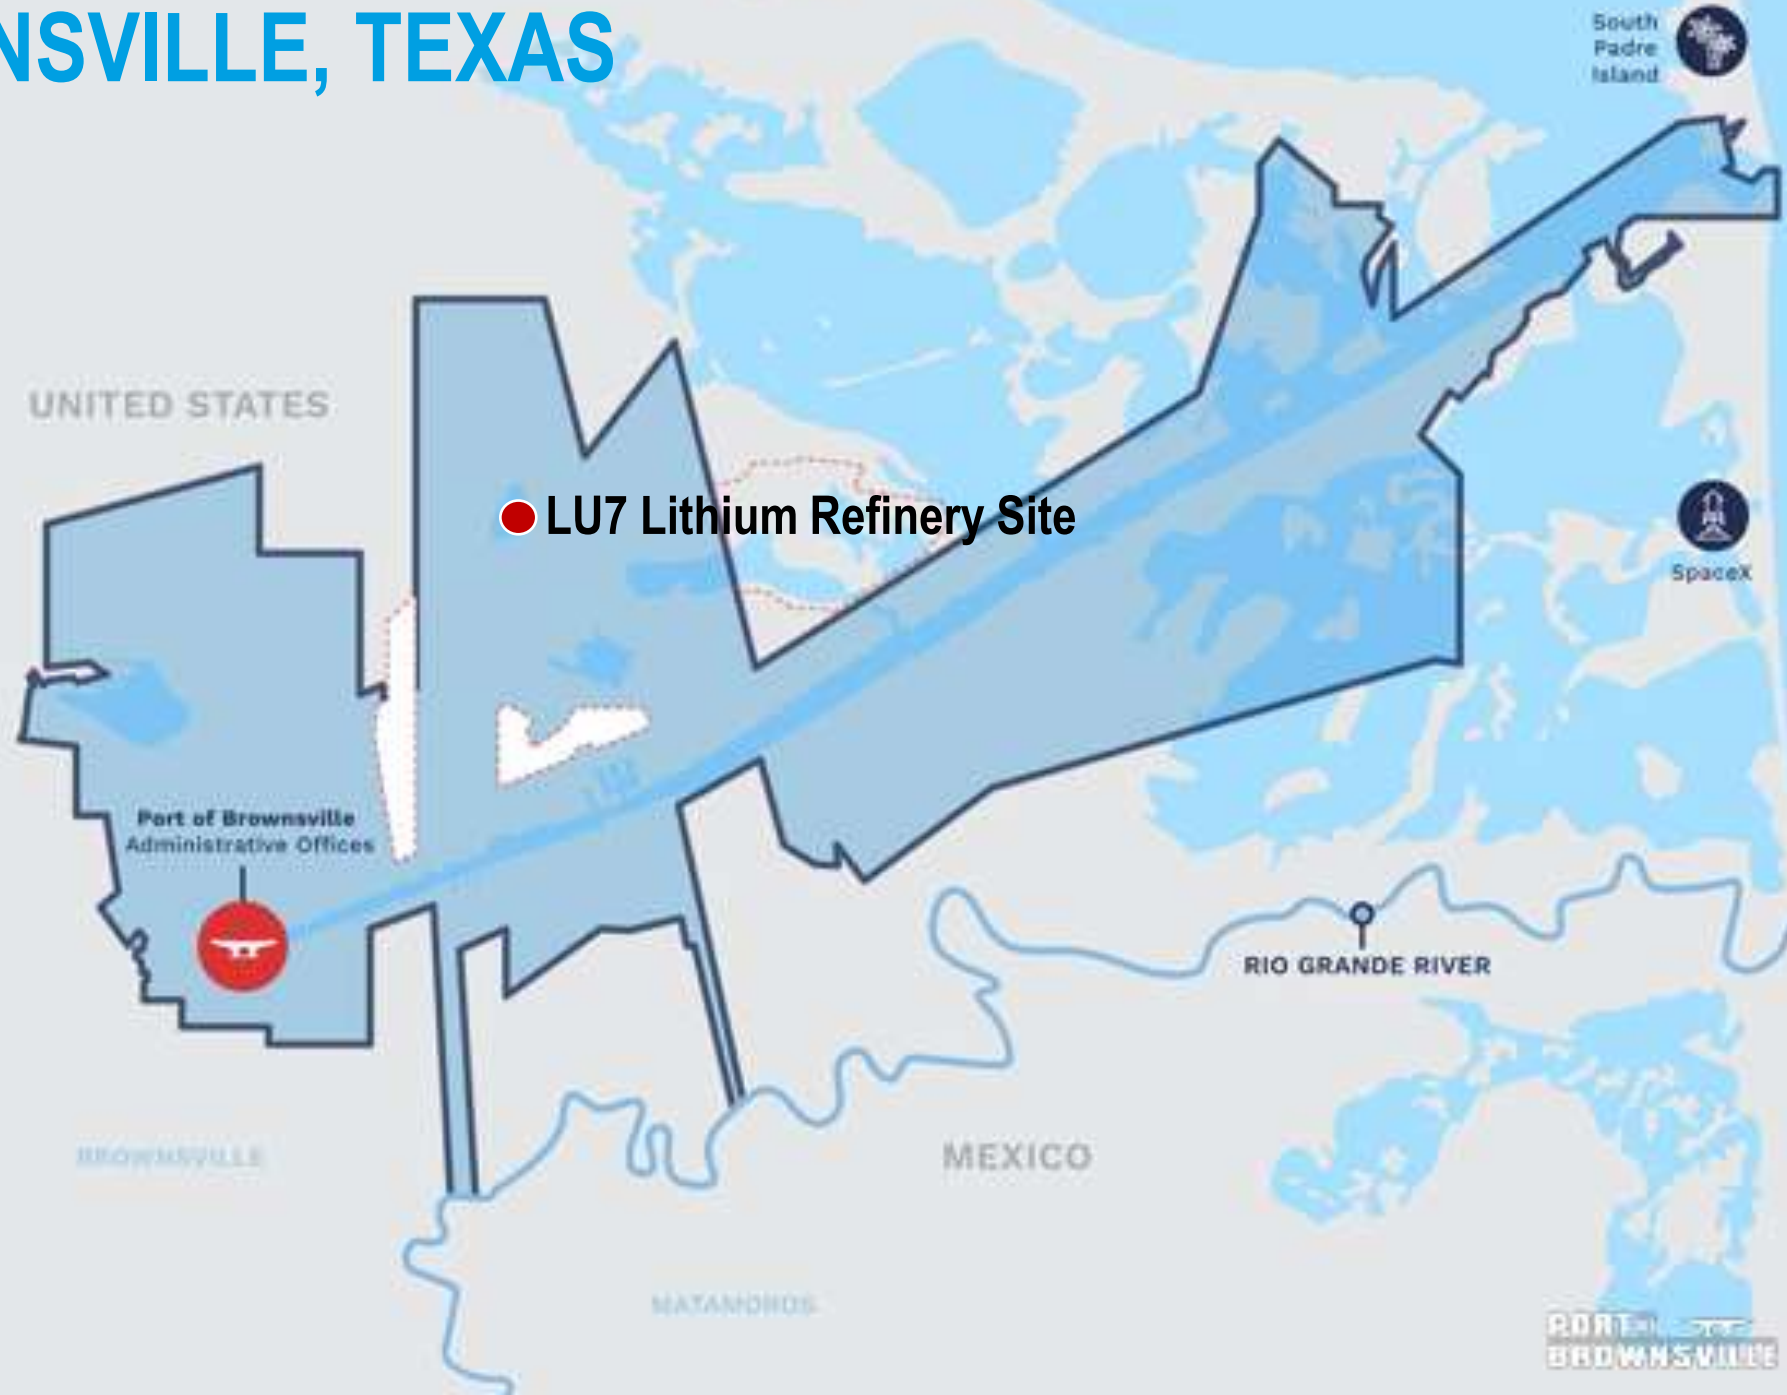 NSVILLE, TEXAS
South
Padre
Island
UNITED STATES
LU7 Lithium Refinery Site
SpaceX
Port of Brownsville
Administrative Offices
RIO GRANDE RIVER
BROWNSVILLE
MEXICO
MATAMOROS
PORT OF
BROWNSVILLE